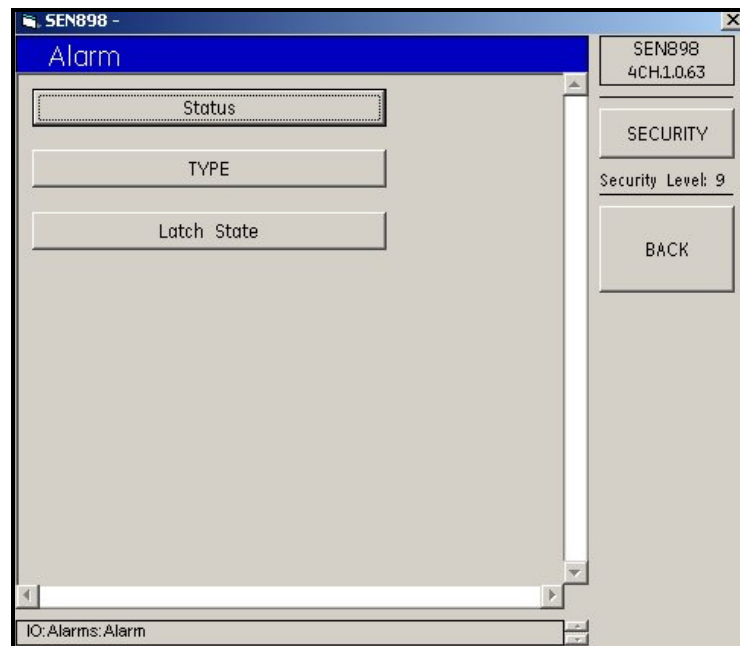 SEN898 -
Alarm
Status
TYPE
Latch State
IO:Alarms:Alarm
SEN898
4CH.1.0.63
SECURITY
Security Level: 9
BACK